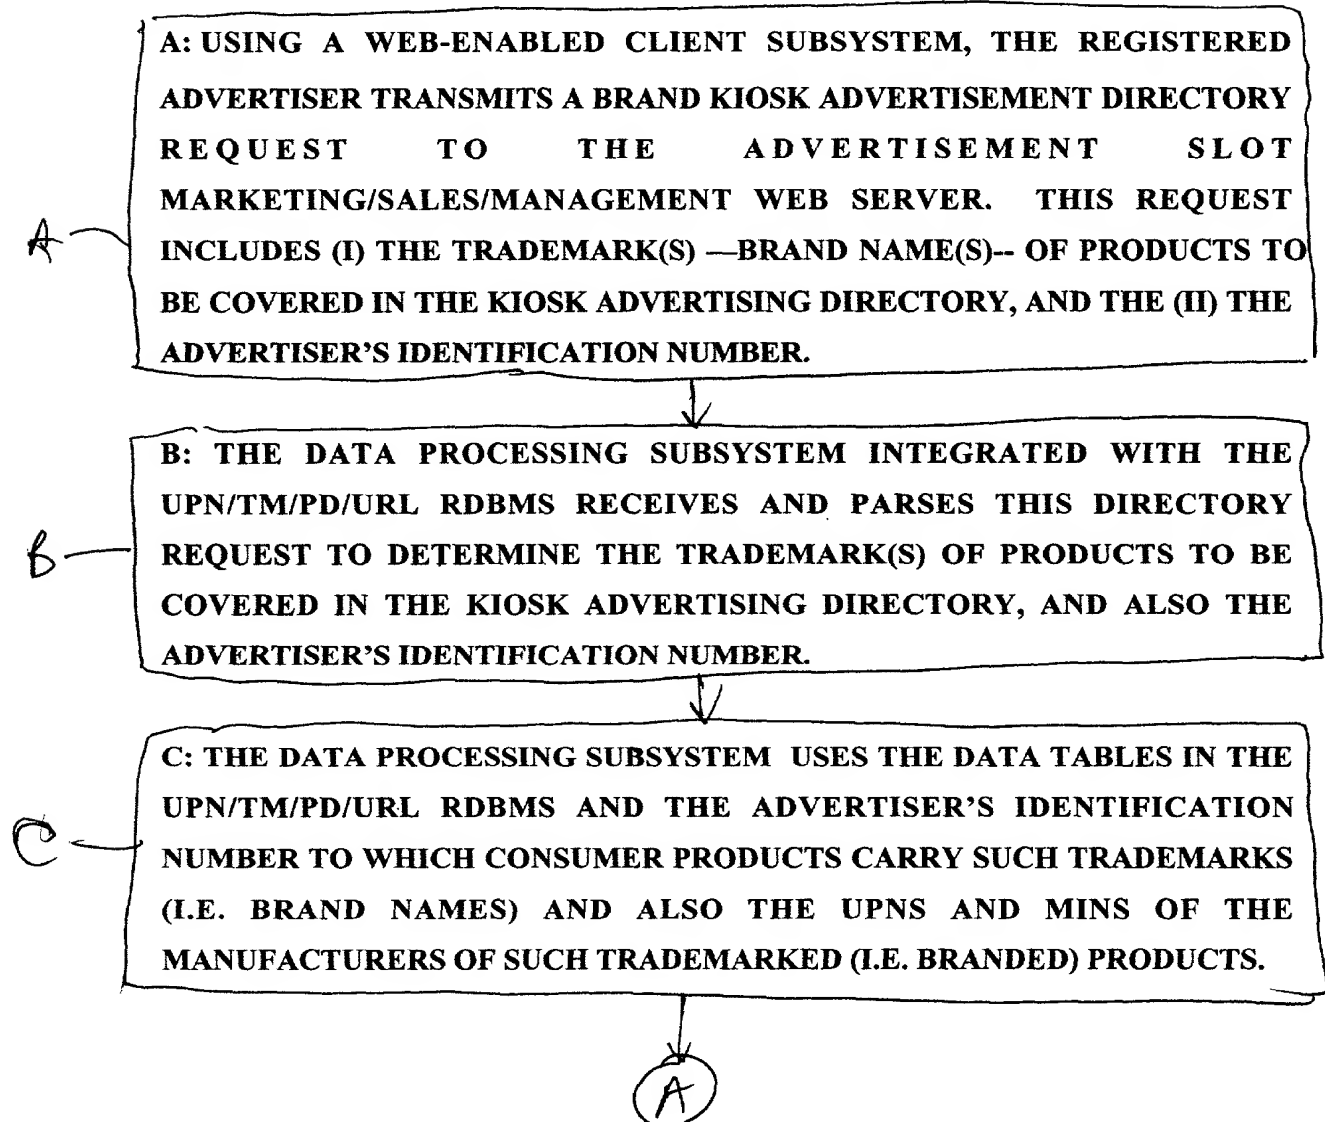 A: USING A WEB-ENABLED CLIENT SUBSYSTEM, THE REGISTERED
ADVERTISER TRANSMITS A BRAND KIOSK ADVERTISEMENT DIRECTORY
REQUEST TO THE ADVERTISEMENT SLOT
MARKETING/SALES/MANAGEMENT WEB SERVER. THIS REQUEST
A
INCLUDES (I) THE TRADEMARK(S) —BRAND NAME(S)-- OF PRODUCTS TO
BE COVERED IN THE KIOSK ADVERTISING DIRECTORY, AND THE (II) THE
ADVERTISER'S IDENTIFICATION NUMBER.
B: THE DATA PROCESSING SUBSYSTEM INTEGRATED WITH THE
UPN/TM/PD/URL RDBMS RECEIVES AND PARSES THIS DIRECTORY
B
REQUEST TO DETERMINE THE TRADEMARK(S) OF PRODUCTS TO BE
COVERED IN THE KIOSK ADVERTISING DIRECTORY, AND ALSO THE
ADVERTISER'S IDENTIFICATION NUMBER.
C: THE DATA PROCESSING SUBSYSTEM USES THE DATA TABLES IN THE
UPN/TM/PD/URL RDBMS AND THE ADVERTISER'S IDENTIFICATION
C
NUMBER TO WHICH CONSUMER PRODUCTS CARRY SUCH TRADEMARKS
(I.E. BRAND NAMES) AND ALSO THE UPNS AND MINS OF THE
MANUFACTURERS OF SUCH TRADEMARKED (I.E. BRANDED) PRODUCTS.
A